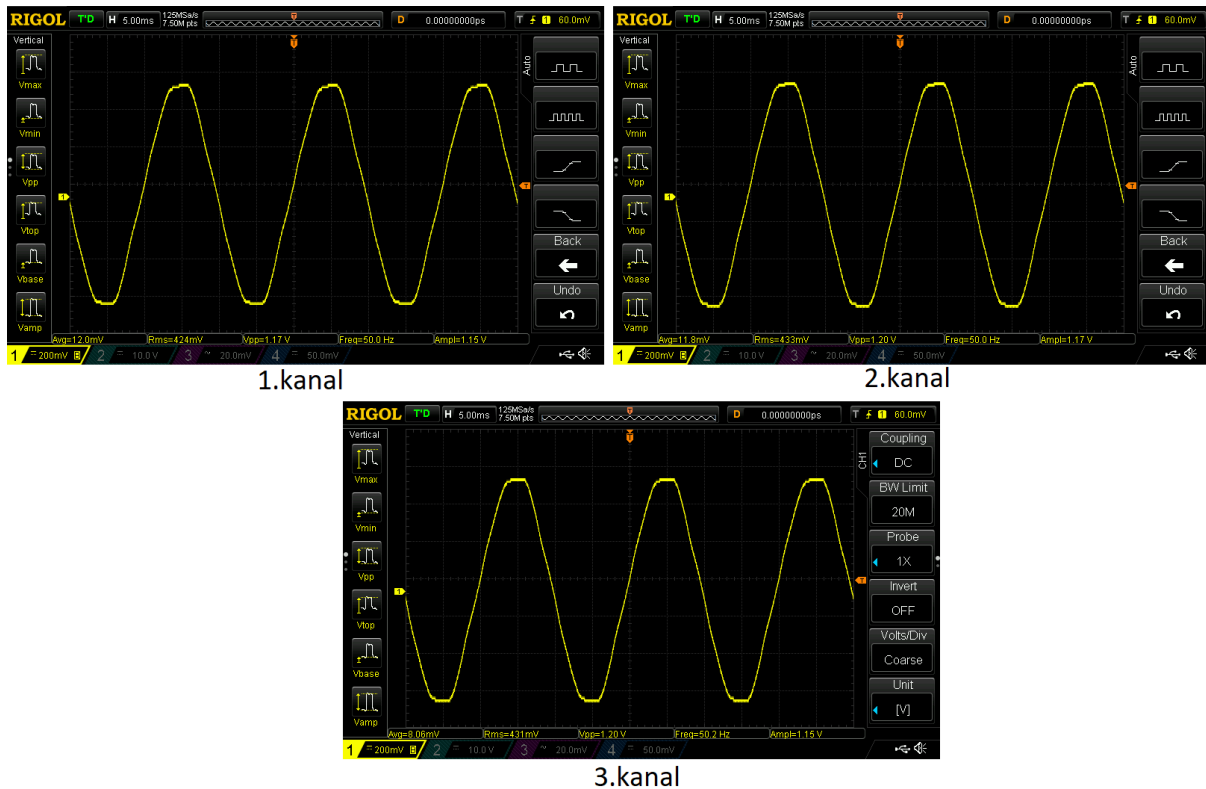 RIGOL T'D H 5.00ms 125MSa/s 7.50M pts D 0.00000000ps T 1 60.0mV
Vertical
Auto
Vmax
Vmin
Vpp
Vtop
Vbase
Vamp
1
T
Back
Undo
Avg=12.0mV Rms=424mV Vpp=1.17 V Freq=50.0 Hz Ampl=1.15 V
1 = 200mV B 2 = 10.0 V 3 ~ 20.0mV 4 = 50.0mV
1.kanal
RIGOL T'D H 5.00ms 125MSa/s 7.50M pts D 0.00000000ps T 1 60.0mV
Vertical
Auto
Vmax
Vmin
Vpp
Vtop
Vbase
Vamp
1
T
Back
Undo
Avg=11.8mV Rms=433mV Vpp=1.20 V Freq=50.0 Hz Ampl=1.17 V
1 = 200mV B 2 = 10.0 V 3 ~ 20.0mV 4 = 50.0mV
2.kanal
RIGOL T'D H 5.00ms 125MSa/s 7.50M pts D 0.00000000ps T 1 60.0mV
Vertical
CH1
Vmax
Vmin
Vpp
Vtop
Vbase
Vamp
1
T
Coupling
DC
BW Limit
20M
Probe
1X
Invert
OFF
Volts/Div
Coarse
Unit
[V]
Avg=8.06mV Rms=431mV Vpp=1.20 V Freq=50.2 Hz Ampl=1.15 V
1 = 200mV B 2 = 10.0 V 3 ~ 20.0mV 4 = 50.0mV
3.kanal